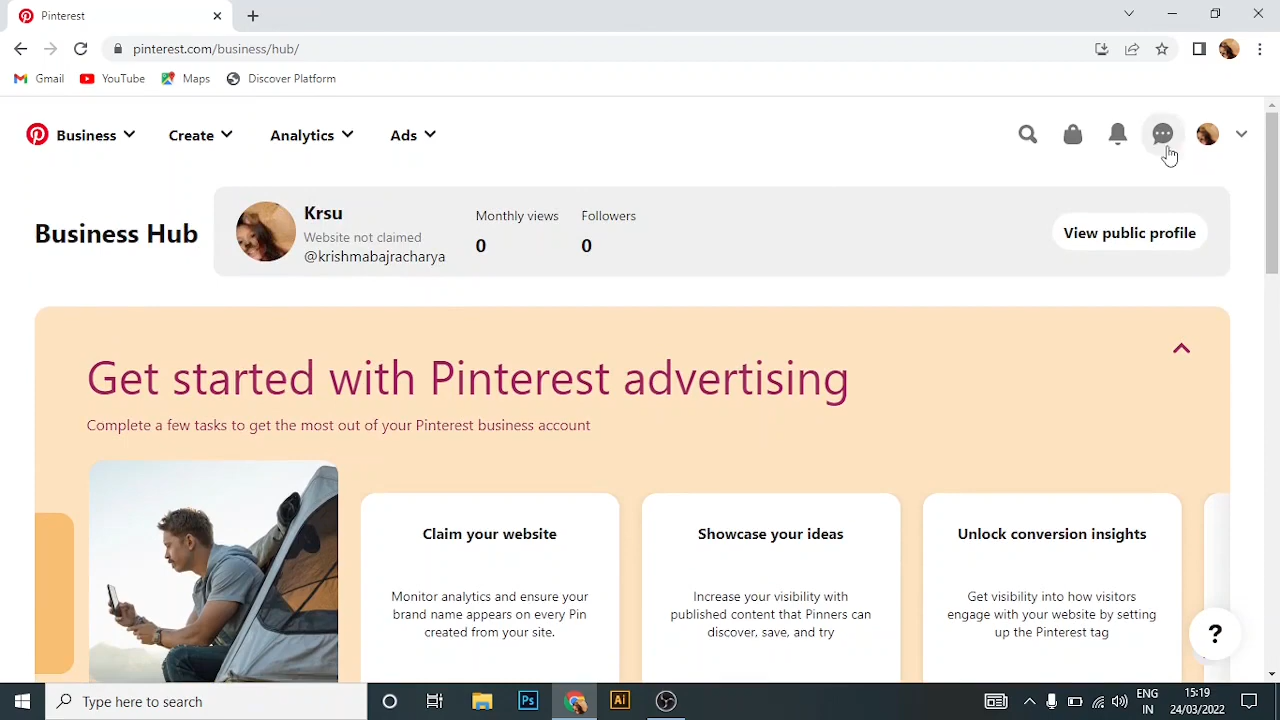 Pinterest
pinterest.com/business/hub/
Gmail
YouTube
Maps
Discover Platform
Business
Create
Analytics
Ads
Business Hub
Krsu
Website not claimed
@krishmabajracharya
Monthly views
0
Followers
0
View public profile
Get started with Pinterest advertising
Complete a few tasks to get the most out of your Pinterest business account
Claim your website
Monitor analytics and ensure your
brand name appears on every Pin
created from your site.
Showcase your ideas
Increase your visibility with
published content that Pinners can
discover, save, and try
Unlock conversion insights
Get visibility into how visitors
engage with your website by setting
up the Pinterest tag
?
Type here to search
Ps
Ai
ENG
IN
15:19
24/03/2022